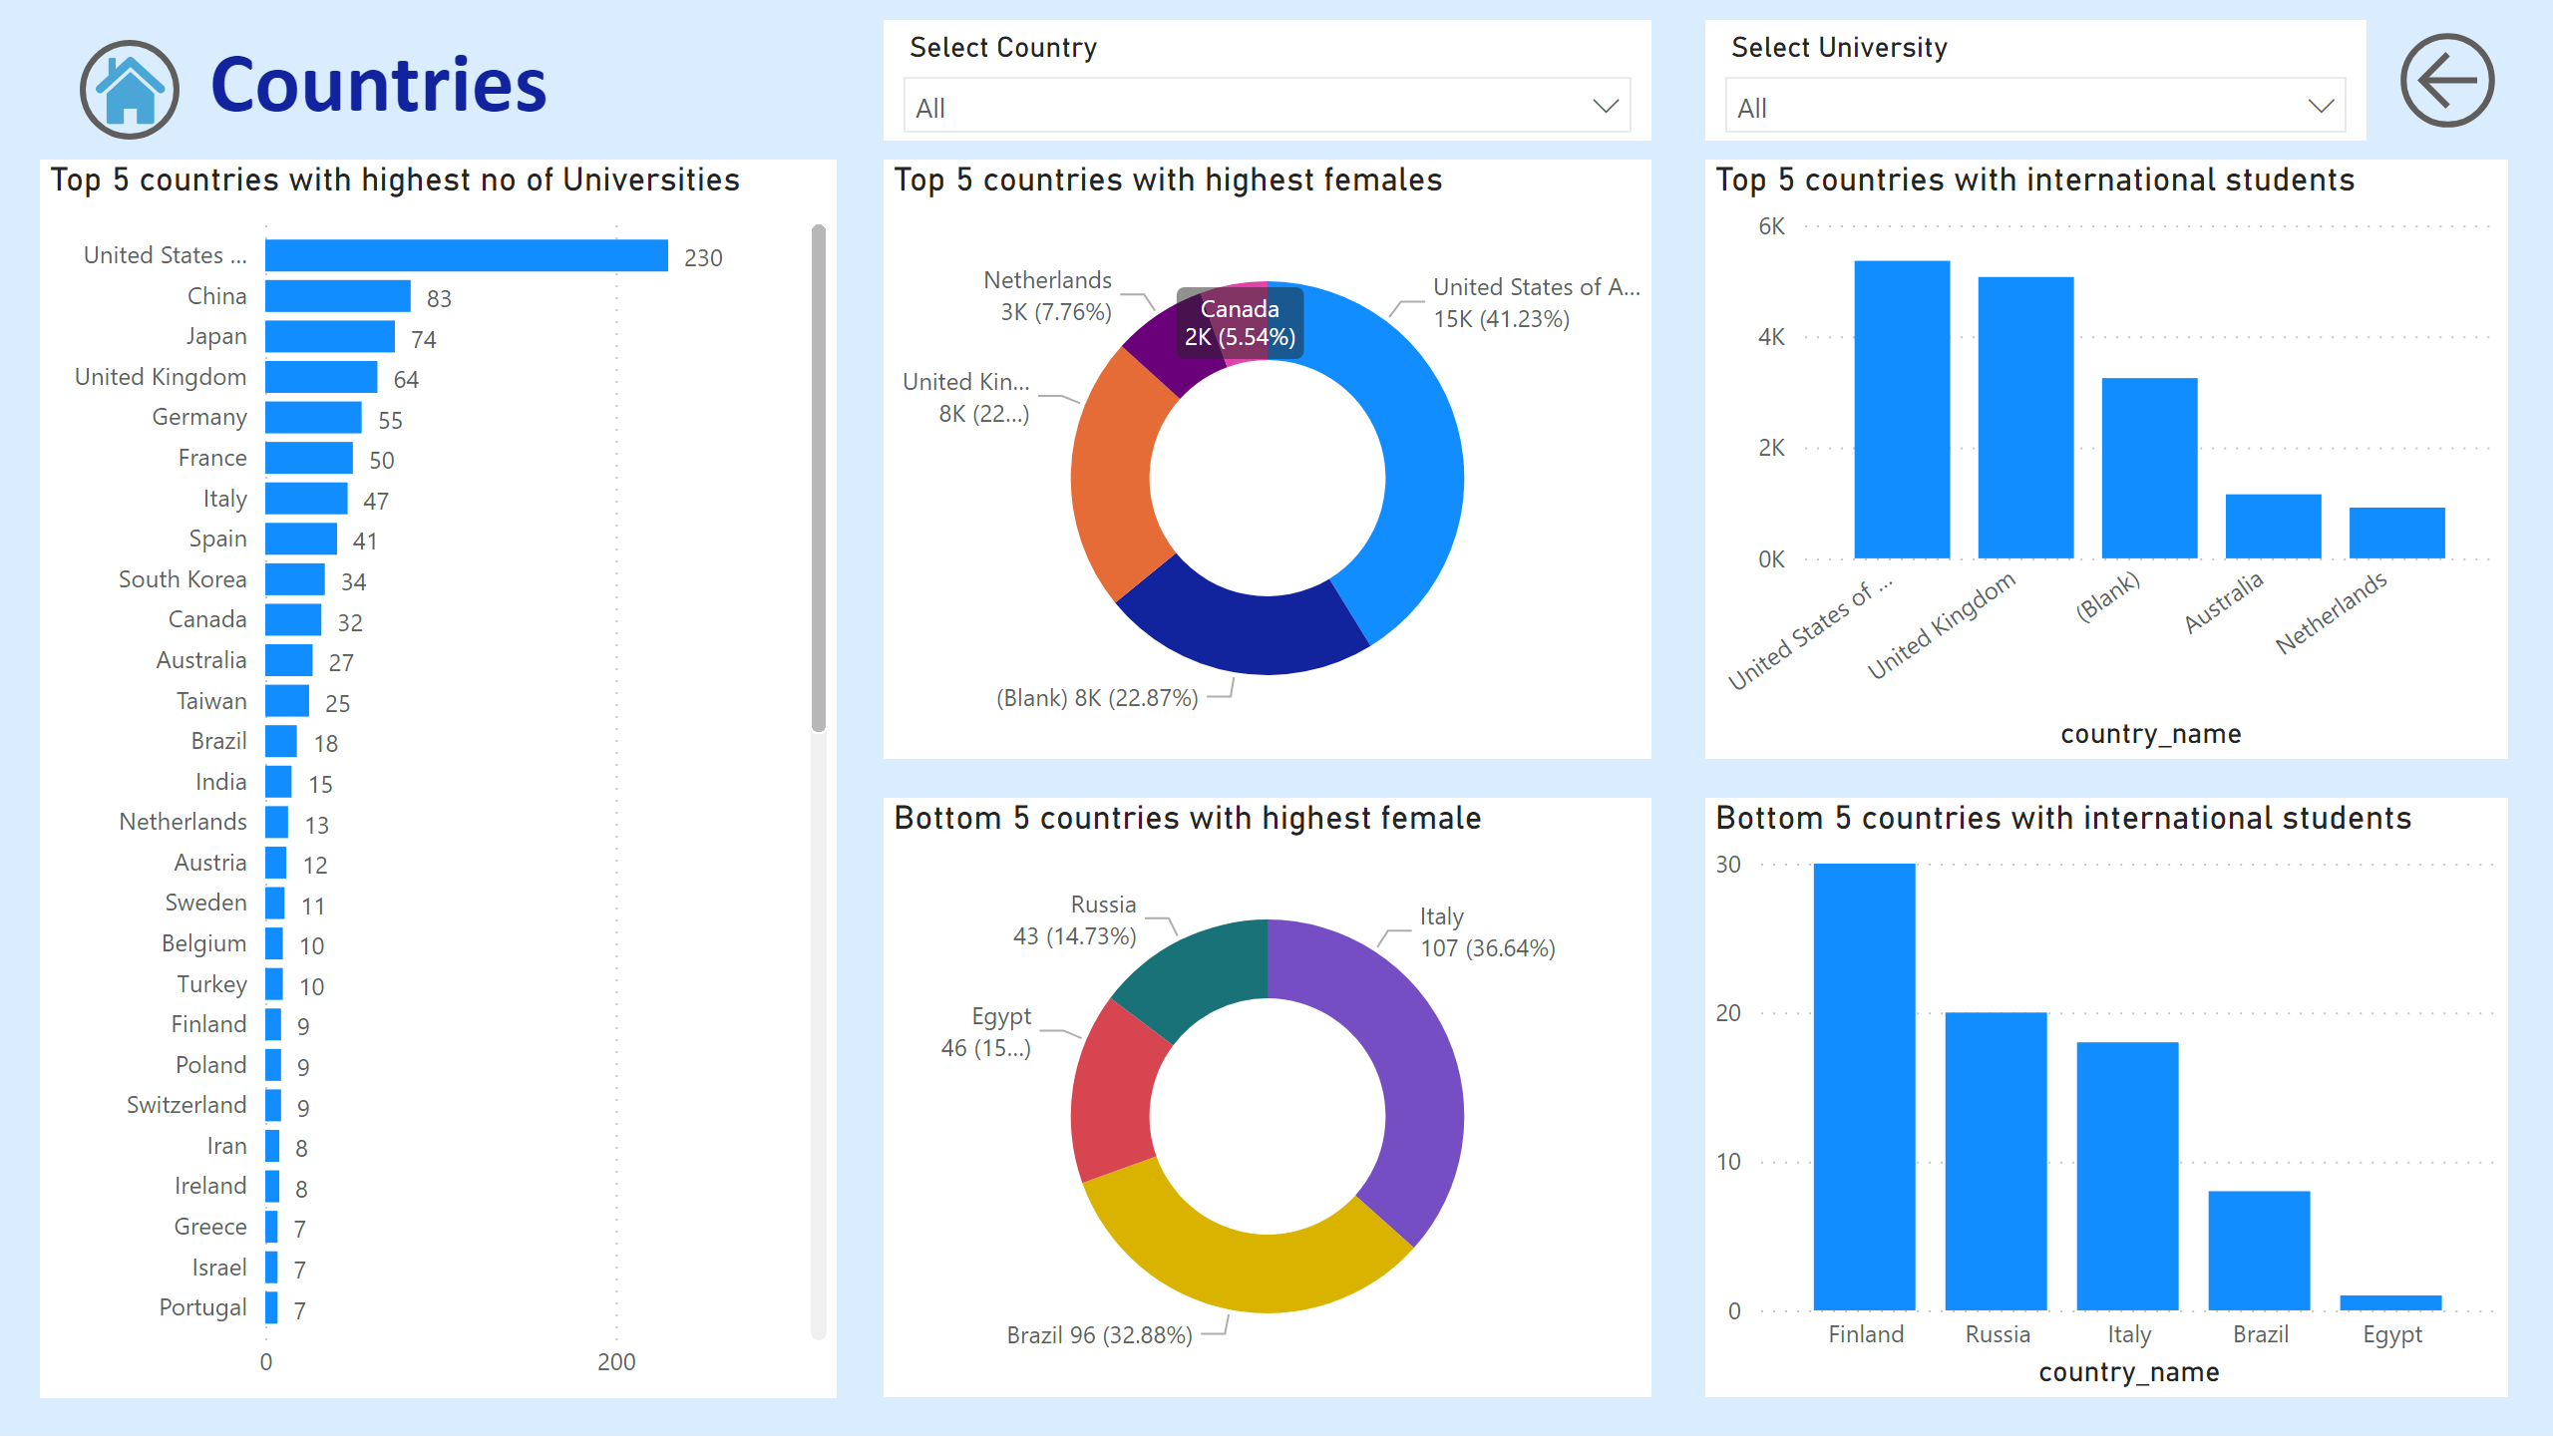 Countries
Select Country
All
Select University
All
Top 5 countries with highest no of Universities
United States ... 230
China 83
Japan 74
United Kingdom 64
Germany 55
France 50
Italy 47
Spain 41
South Korea 34
Canada 32
Australia 27
Taiwan 25
Brazil 18
India 15
Netherlands 13
Austria 12
Sweden 11
Belgium 10
Turkey 10
Finland 9
Poland 9
Switzerland 9
Iran 8
Ireland 8
Greece 7
Israel 7
Portugal 7
0 200
Top 5 countries with highest females
Netherlands
3K (7.76%)
Canada
2K (5.54%)
United States of A...
15K (41.23%)
United Kin...
8K (22...)
(Blank) 8K (22.87%)
Top 5 countries with international students
6K
4K
2K
0K
United States of ...
United Kingdom
(Blank)
Australia
Netherlands
country_name
Bottom 5 countries with highest female
Russia
43 (14.73%)
Italy
107 (36.64%)
Egypt
46 (15...)
Brazil 96 (32.88%)
Bottom 5 countries with international students
30
20
10
0
Finland Russia Italy Brazil Egypt
country_name